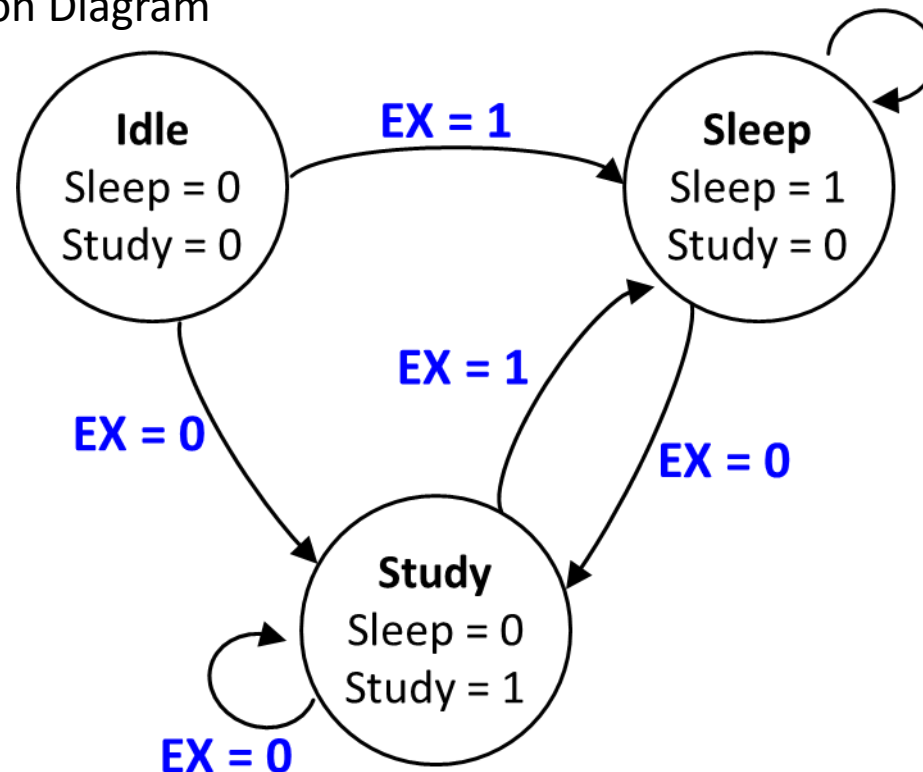 on Diagram
Idle
Sleep = 0
Study = 0
EX = 1
Sleep
Sleep = 1
Study = 0
EX = 1
EX = 0
EX = 0
Study
Sleep = 0
Study = 1
EX = 0